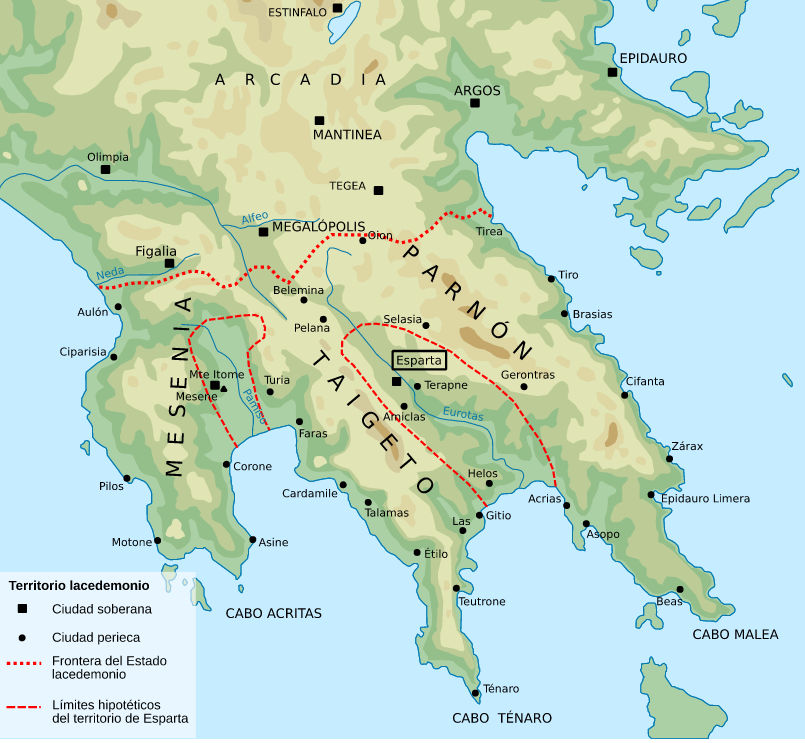 ESTINFALO
EPIDAURO
A R C A D I A
ARGOS
MANTINEA
Olimpia
TEGEA
Alfeo
MEGALÓPOLIS
Oion
Tirea
Figalia
Neda
PARNÓN
Tiro
Belemina
Aulón
Pelana
Selasia
Brasias
MESENIA
Ciparisia
TAIGETO
Esparta
Mte Itome
Mesene
Turia
Pamiso
Terapne
Gerontras
Cifanta
Amiclas
Eurotas
Faras
Zárax
Corone
Helos
Pilos
Cardamile
Acrias
Epidauro Limera
Talamas
Gitio
Las
Asopo
Motone
Asine
Étilo
Teutrone
Beas
CABO ACRITAS
CABO MALEA
Ténaro
CABO TÉNARO
Territorio lacedemonio
Ciudad soberana
Ciudad perieca
Frontera del Estado
lacedemonio
Límites hipotéticos
del territorio de Esparta